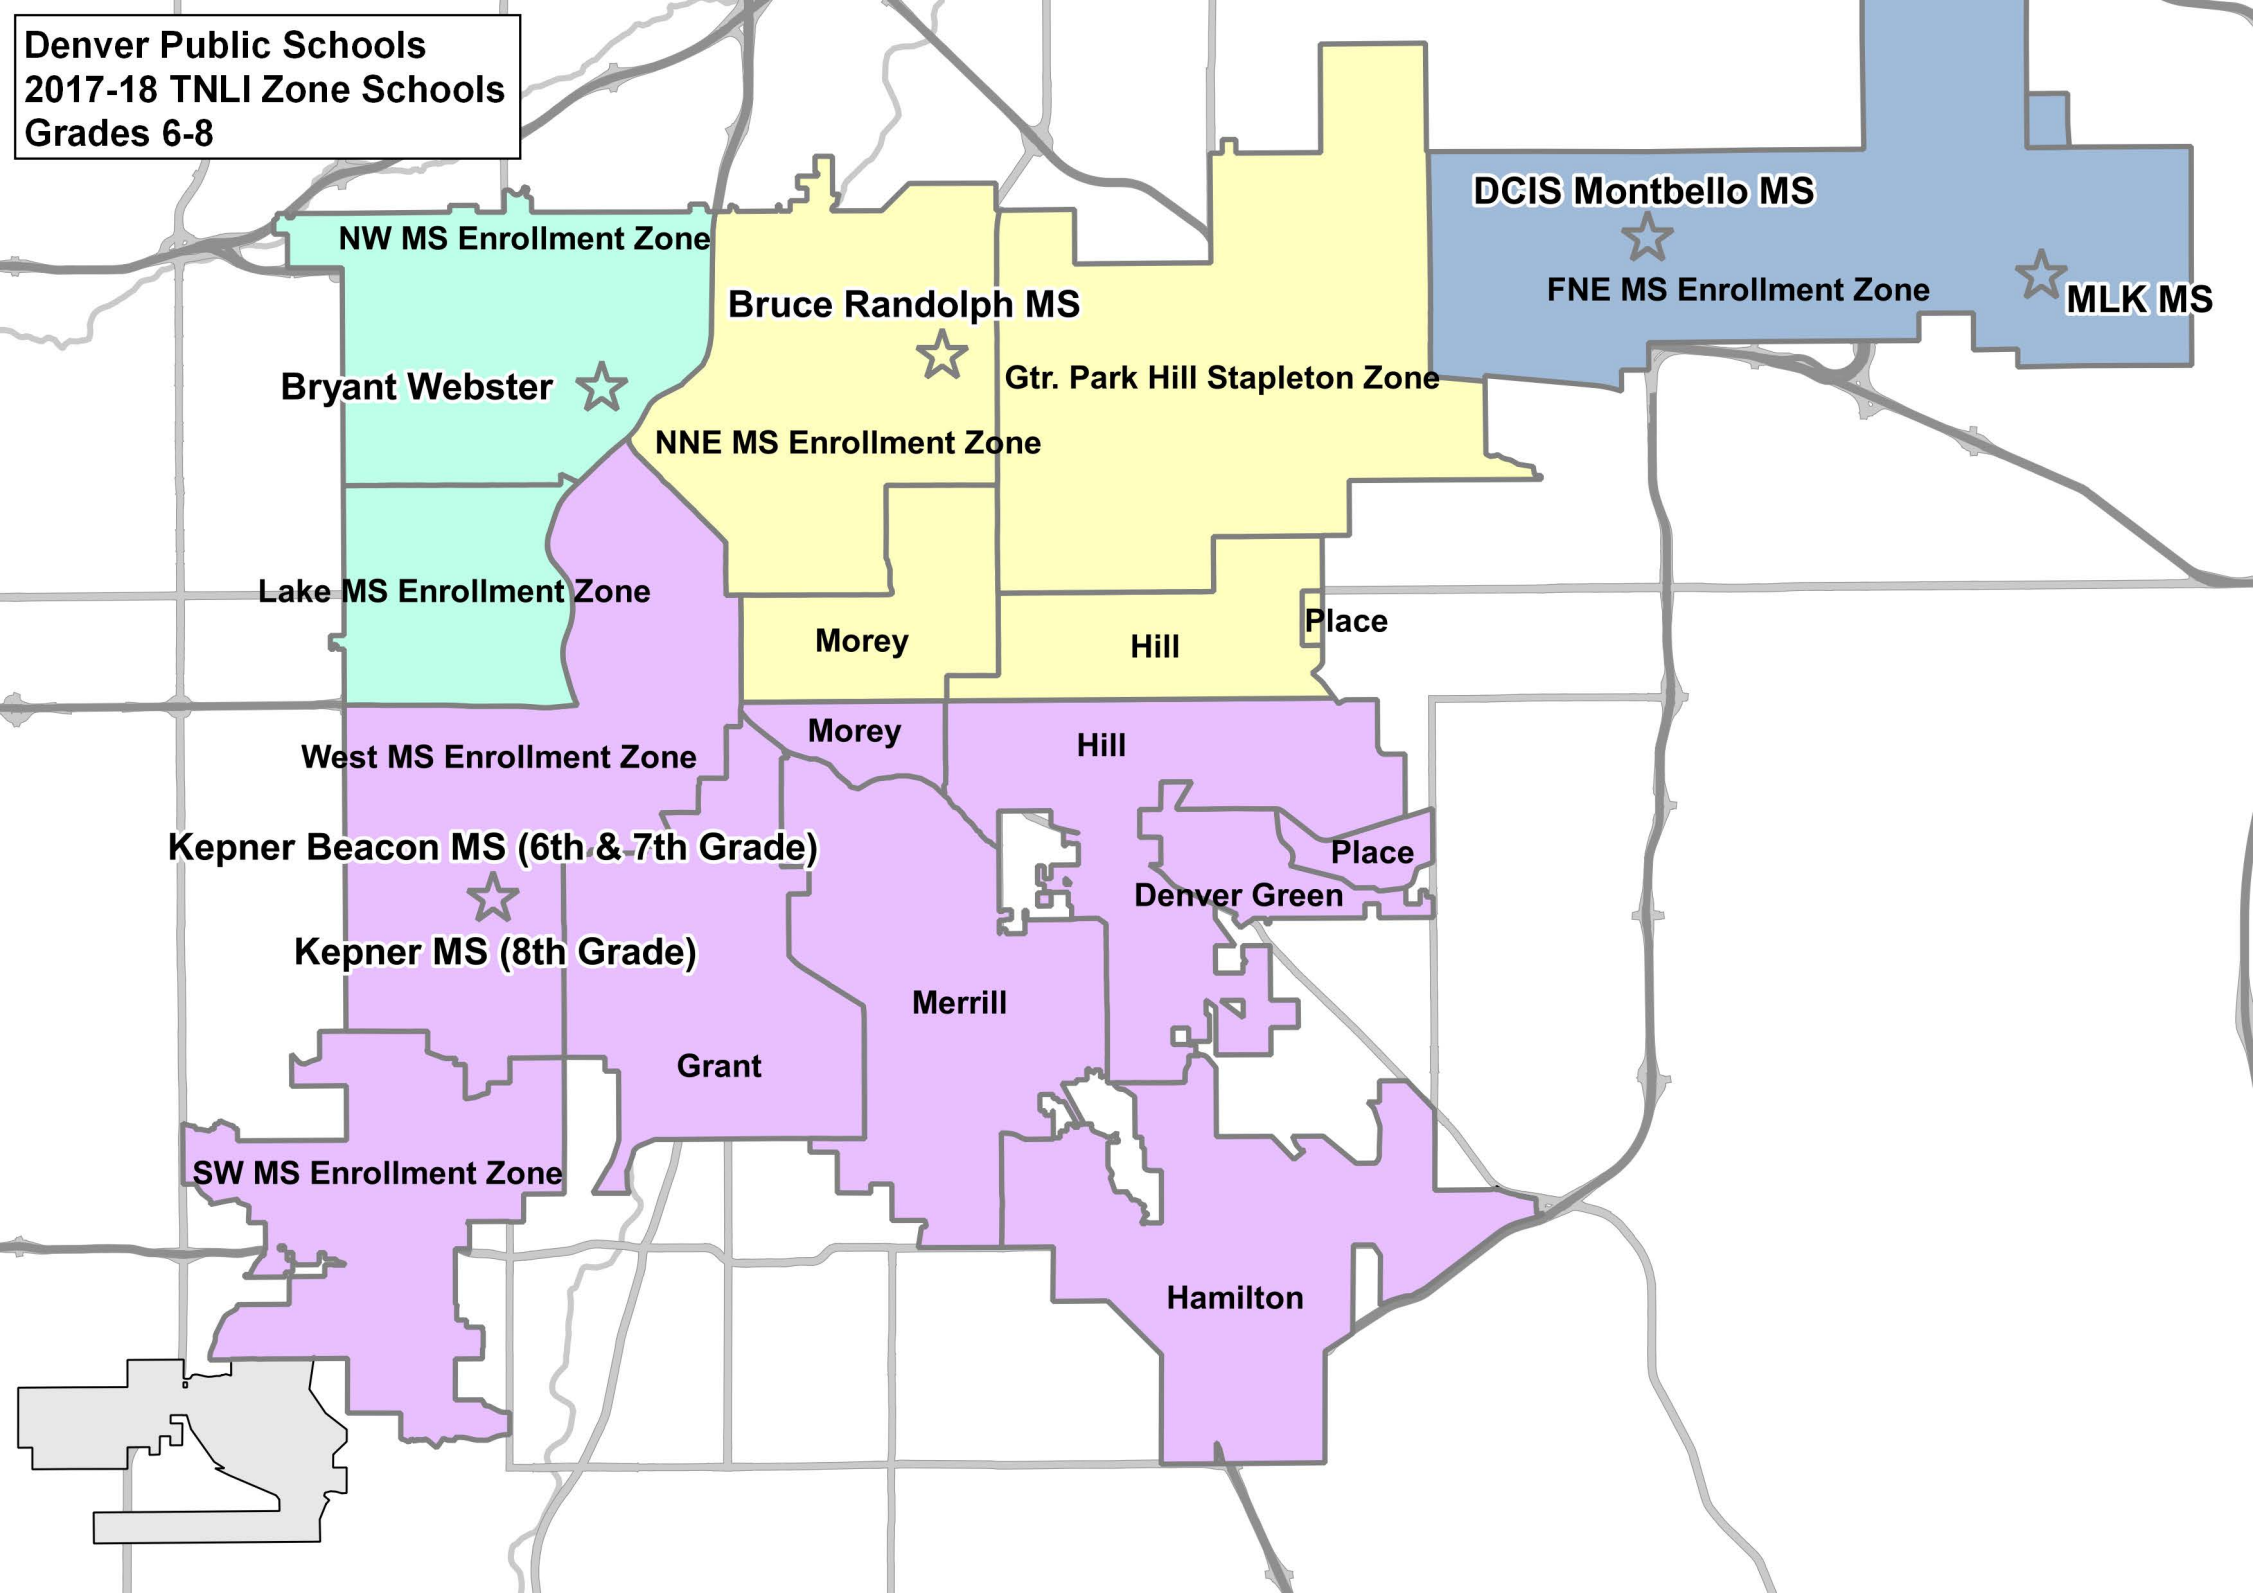 Denver Public Schools
2017-18 TNLI Zone Schools
Grades 6-8
DCIS Montbello MS
NW MS Enrollment Zone
FNE MS Enrollment Zone
MLK MS
Bruce Randolph MS
Gtr. Park Hill Stapleton Zone
Bryant Webster
NNE MS Enrollment Zone
Lake MS Enrollment Zone
Place
Morey
Hill
Morey
Hill
West MS Enrollment Zone
Kepner Beacon MS (6th & 7th Grade)
Place
Denver Green
Kepner MS (8th Grade)
Merrill
Grant
SW MS Enrollment Zone
Hamilton